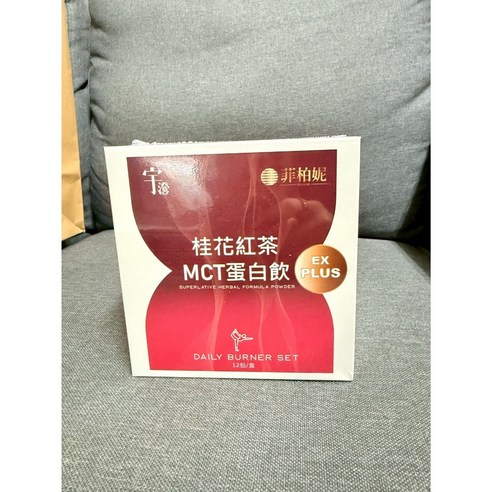 宇澄
菲柏妮
桂花紅茶
MCT蛋白飲
EX
PLUS
SUPERLATIVE HERBAL FORMULA POWDER
DAILY BURNER SET
12包/盒